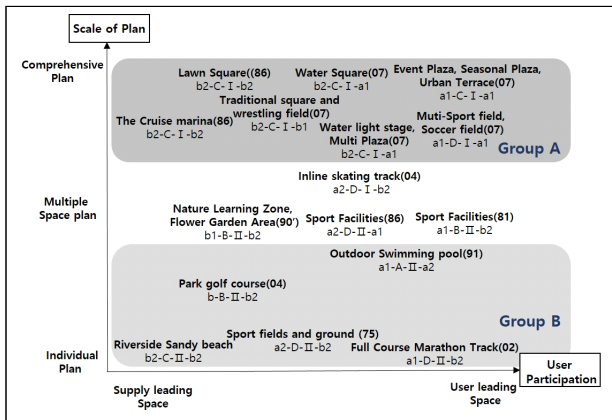 Scale of Plan
Comprehensive
Plan
Lawn Square((86)
b2-C-Ⅰ-b2
Water Square(07)
b2-C-Ⅰ-a1
Event Plaza, Seasonal Plaza,
Urban Terrace(07)
a1-C-Ⅰ-a1
The Cruise marina(86)
b2-C-Ⅰ-b2
Traditional square and
wrestling field(07)
b2-C-Ⅰ-b1
Water light stage,
Multi Plaza(07)
b2-C-Ⅰ-a1
Muti-Sport field,
Soccer field(07)
a1-D-Ⅰ-a1
Group A
Inline skating track(04)
a2-D-Ⅰ-b2
Multiple
Space plan
Nature Learning Zone,
Flower Garden Area(90')
b1-B-Ⅱ-b2
Sport Facilities(86)
a2-D-Ⅱ-a1
Sport Facilities(81)
a1-B-Ⅱ-b2
Outdoor Swimming pool(91)
a1-A-Ⅱ-a2
Park golf course(04)
b-B-Ⅱ-b2
Group B
Individual
Plan
Riverside Sandy beach
b2-C-Ⅱ-b2
Sport fields and ground (75)
a2-D-Ⅱ-b2
Full Course Marathon Track(02)
a1-D-Ⅱ-b2
User
Participation
Supply leading
Space
User leading
Space